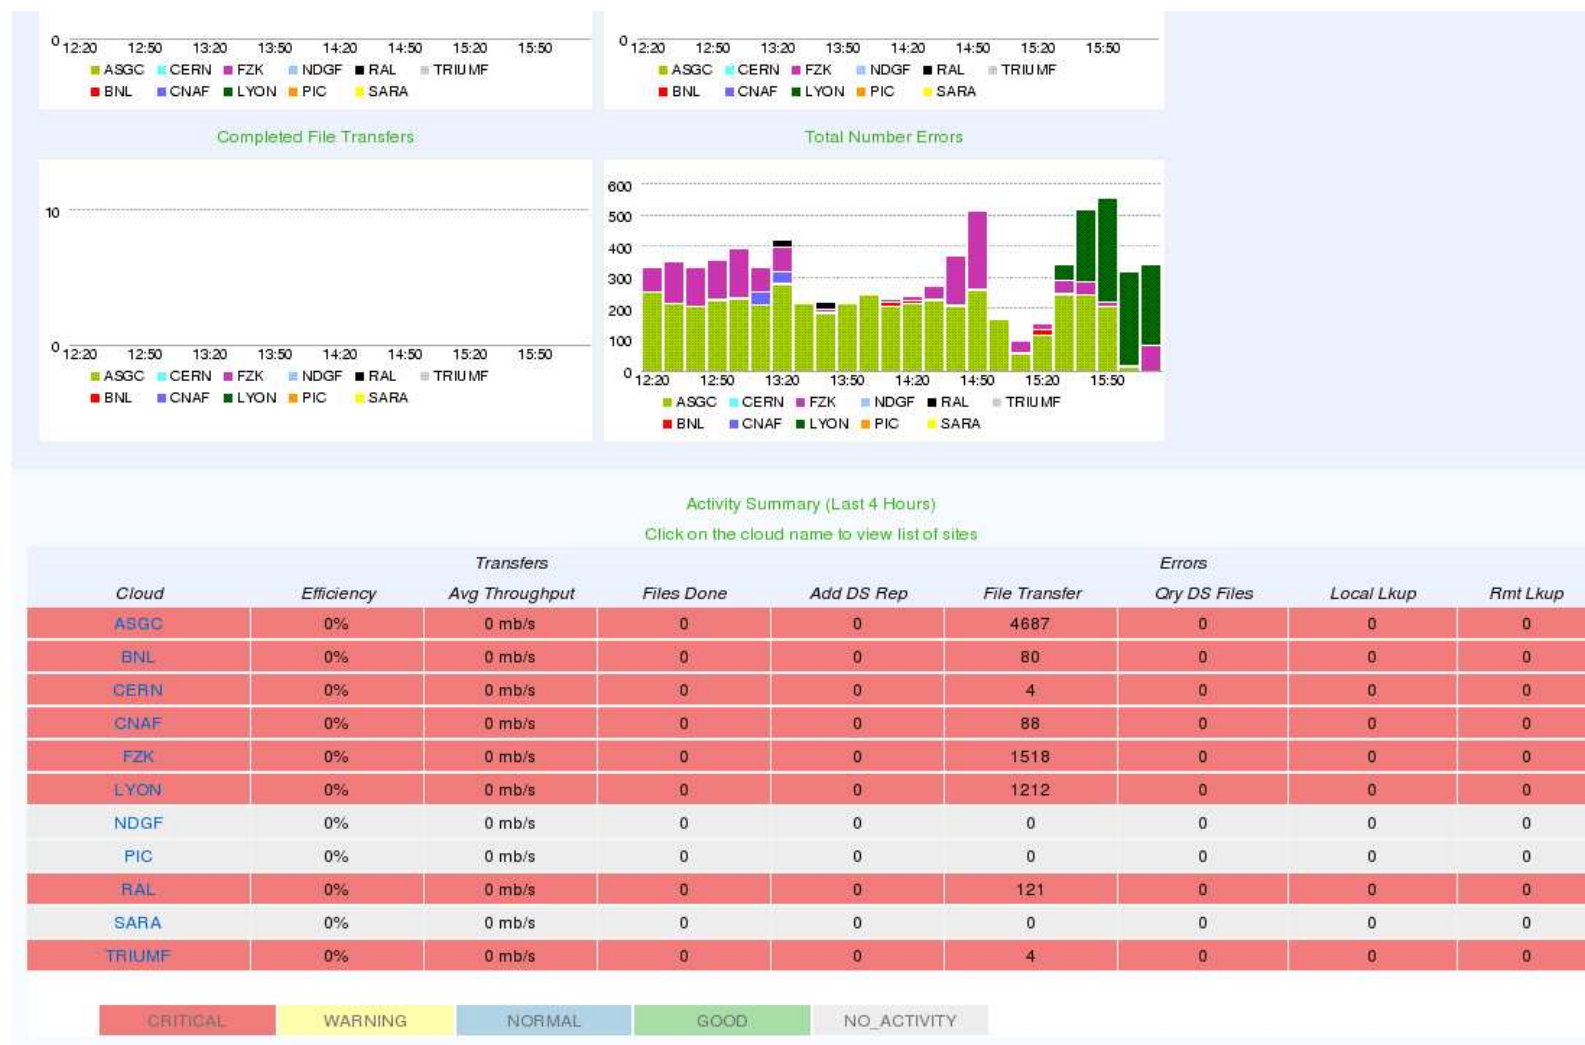 0 12:20 12:50 13:20 13:50 14:20 14:50 15:20 15:50
ASGC CERN FZK NDGF RAL TRIUMF
BNL CNAF LYON PIC SARA
0 12:20 12:50 13:20 13:50 14:20 14:50 15:20 15:50
ASGC CERN FZK NDGF RAL TRIUMF
BNL CNAF LYON PIC SARA
Completed File Transfers
10
0 12:20 12:50 13:20 13:50 14:20 14:50 15:20 15:50
ASGC CERN FZK NDGF RAL TRIUMF
BNL CNAF LYON PIC SARA
Total Number Errors
600
500
400
300
200
100
0 12:20 12:50 13:20 13:50 14:20 14:50 15:20 15:50
ASGC CERN FZK NDGF RAL TRIUMF
BNL CNAF LYON PIC SARA
Activity Summary (Last 4 Hours)
Click on the cloud name to view list of sites
Transfers Errors
Cloud Efficiency Avg Throughput Files Done Add DS Rep File Transfer Qry DS Files Local Lkup Rmt Lkup
ASGC 0% 0 mb/s 0 0 4687 0 0 0
BNL 0% 0 mb/s 0 0 80 0 0 0
CERN 0% 0 mb/s 0 0 4 0 0 0
CNAF 0% 0 mb/s 0 0 88 0 0 0
FZK 0% 0 mb/s 0 0 1518 0 0 0
LYON 0% 0 mb/s 0 0 1212 0 0 0
NDGF 0% 0 mb/s 0 0 0 0 0 0
PIC 0% 0 mb/s 0 0 0 0 0 0
RAL 0% 0 mb/s 0 0 121 0 0 0
SARA 0% 0 mb/s 0 0 0 0 0 0
TRIUMF 0% 0 mb/s 0 0 4 0 0 0
CRITICAL WARNING NORMAL GOOD NO_ACTIVITY